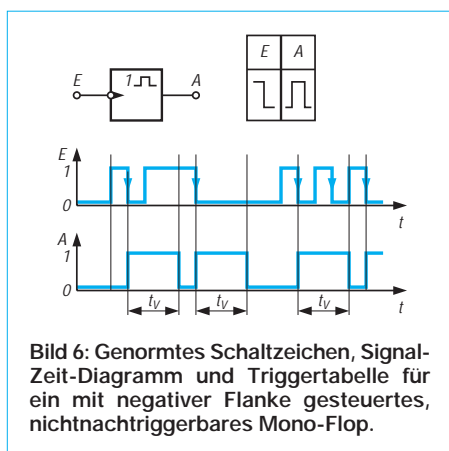 E A
E 1 A
E
1
0
t
A
1
0
tV tV tV
t
Bild 6: Genormtes Schaltzeichen, Signal-
Zeit-Diagramm und Triggertabelle für
ein mit negativer Flanke gesteuertes,
nichtnachtriggerbares Mono-Flop.